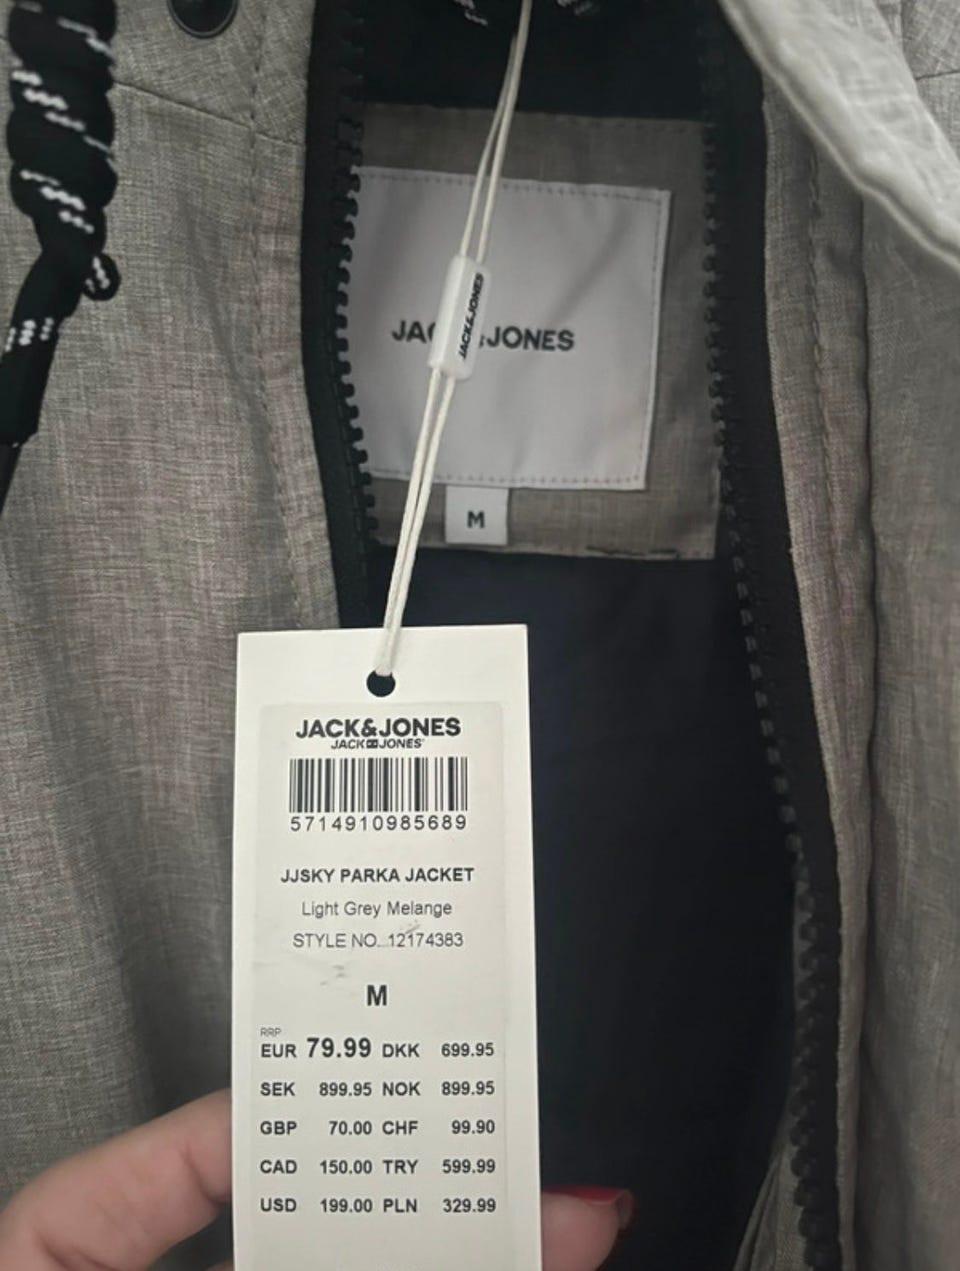 JACK&JONES
JA &JONES
M
JACK&JONES
JACK JONES
5714910985689
JJSKY PARKA JACKET
Light Grey Melange
STYLE NO. 12174383
M
RRP
EUR 79.99 DKK 699.95
SEK 899.95 NOK 899.95
GBP 70.00 CHF 99.90
CAD 150.00 TRY 599.99
USD 199.00 PLN 329.99